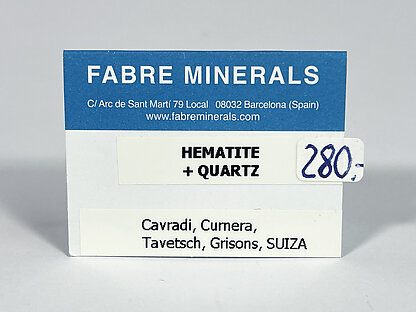 FABRE MINERALS
C/ Arc de Sant Martí 79 Local 08032 Barcelona (Spain)
www.fabreminerals.com
HEMATITE
+ QUARTZ
280,-
Cavradi, Curnera,
Tavetsch, Grisons, SUIZA